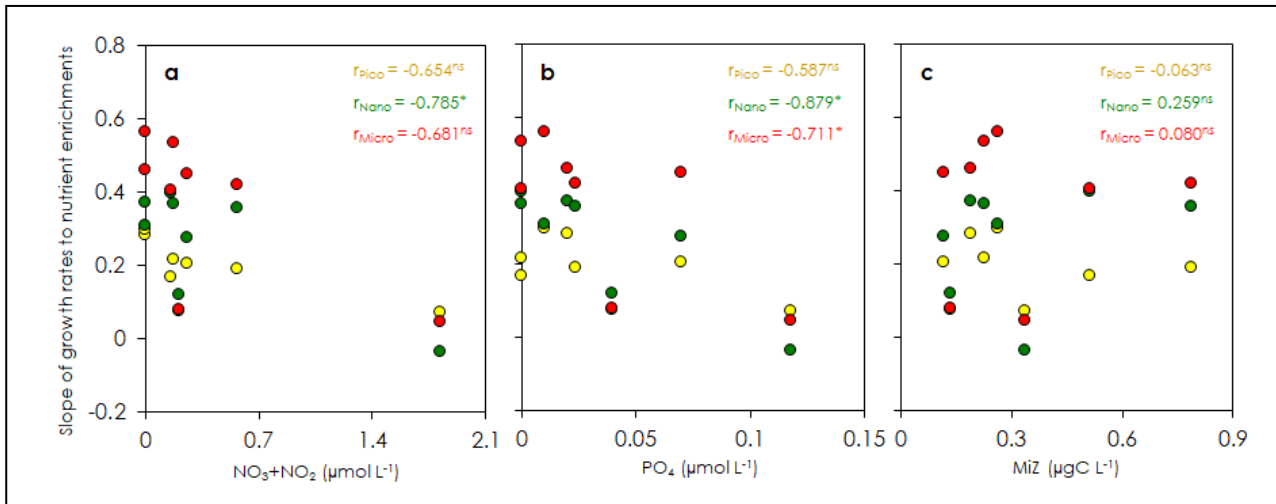 Slope of growth rates to nutrient enrichments
0.8
0.6
0.4
0.2
0
-0.2
a
rPico = -0.654ns
rNano = -0.785*
rMicro = -0.681ns
0 0.7 1.4 2.1
NO3+NO2 (µmol L-1)
b
rPico = -0.587ns
rNano = -0.879*
rMicro = -0.711*
0 0.05 0.1 0.15
PO4 (µmol L-1)
c
rPico = -0.063ns
rNano = 0.259ns
rMicro = 0.080ns
0 0.3 0.6 0.9
MiZ (µgC L-1)